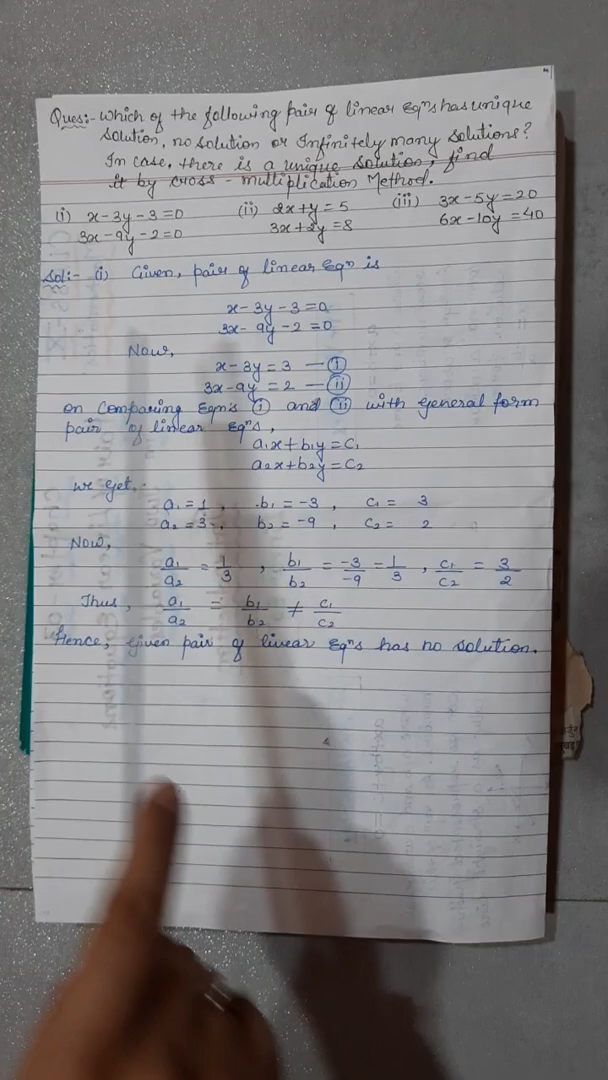 Ques:- Which of the following pair of linear Eqⁿs has unique
Solution, no solution or Infinitely many solutions?
In case, there is a unique solution, find
it by cross - multiplication Method.
(i) x-3y-3=0 (ii) 2x+y=5 (iii) 3x-5y=20
3x-9y-2=0 3x+2y=8 6x-10y=40
Sol:- (i) Given, pair of linear Eqⁿ is
x-3y-3=0
3x-9y-2=0
Now,
x-3y=3 —(i)
3x-9y=2 —(ii)
on comparing Eqn's (i) and (ii) with general form
pair of linear Eqⁿs,
a₁x+b₁y=c₁
a₂x+b₂y=c₂
we get,-
a₁=1, b₁=-3, c₁= 3
a₂=3, b₂=-9, c₂= 2
Now,
a₁/a₂ = 1/3, b₁/b₂ = -3/-9 = 1/3, c₁/c₂ = 3/2
Thus, a₁/a₂ = b₁/b₂ ≠ c₁/c₂
Hence, given pair of linear Eqⁿs has no solution.